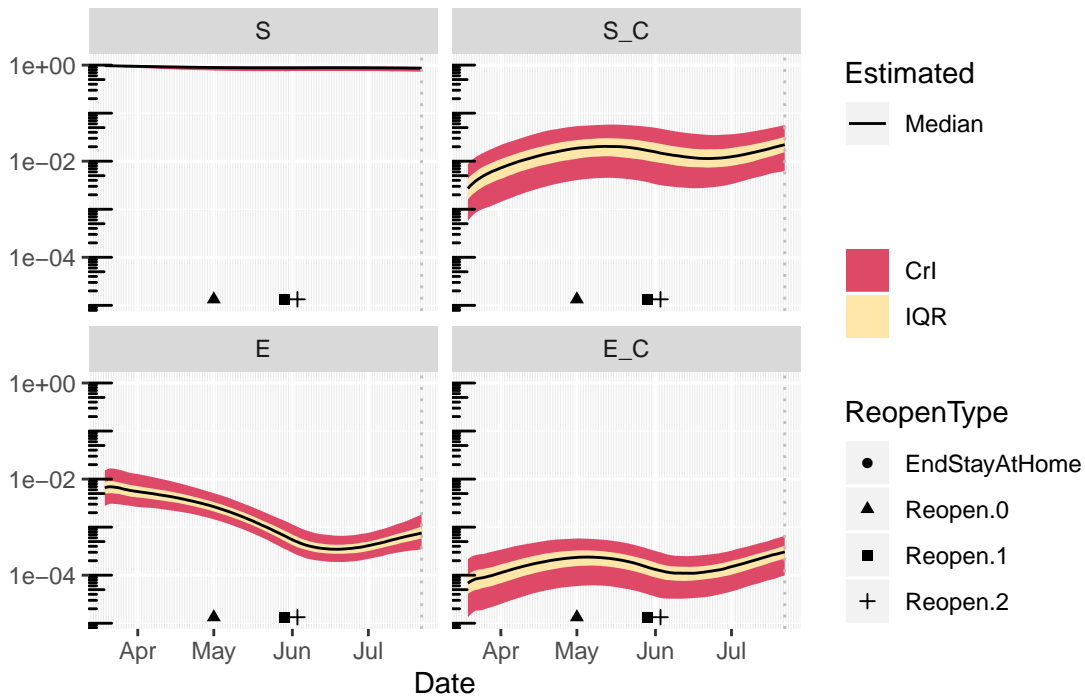 S
S_C
1e+00
1e−02
1e−04
E
E_C
1e+00
1e−02
1e−04
Apr
May
Jun
Jul
Apr
May
Jun
Jul
Date
Estimated
Median
CrI
IQR
ReopenType
EndStayAtHome
Reopen.0
Reopen.1
Reopen.2